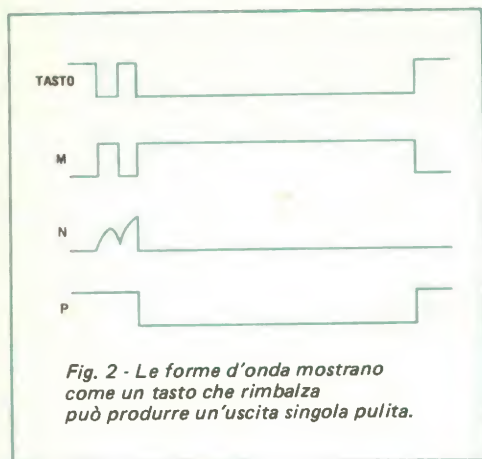 TASTO
M
N
P
Fig. 2 - Le forme d'onda mostrano
come un tasto che rimbalza
può produrre un'uscita singola pulita.